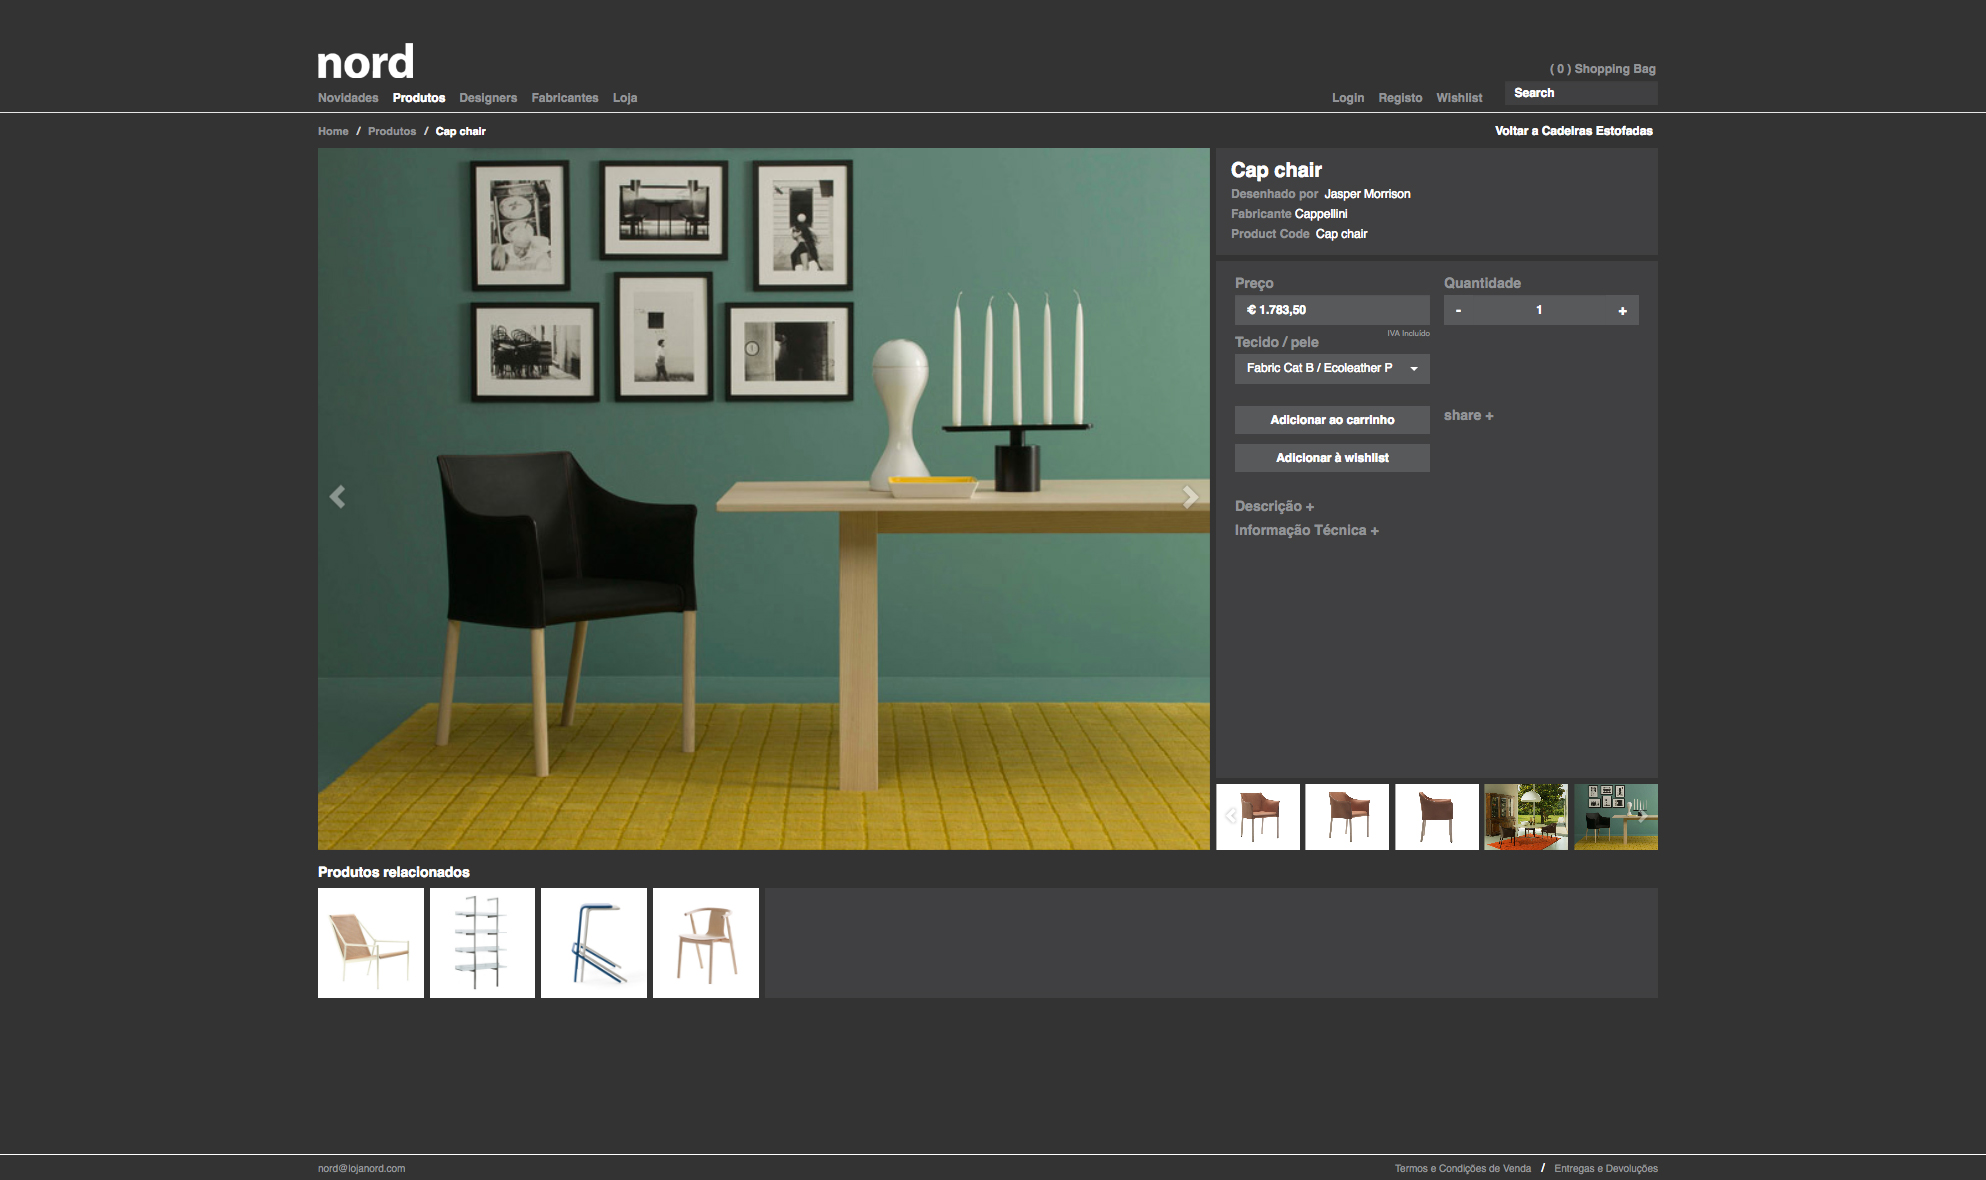 nord
( 0 ) Shopping Bag
Novidades Produtos Designers Fabricantes Loja
Login Registo Wishlist
Search
Home / Produtos / Cap chair
Voltar a Cadeiras Estofadas
Cap chair
Desenhado por Jasper Morrison
Fabricante Cappellini
Product Code Cap chair
Preço
Quantidade
€ 1.783,50
- 1 +
IVA Incluído
Tecido / pele
Fabric Cat B / Ecoleather P
Adicionar ao carrinho
share +
Adicionar à wishlist
Descrição +
Informação Técnica +
Produtos relacionados
nord@lojanord.com
Termos e Condições de Venda / Entregas e Devoluções